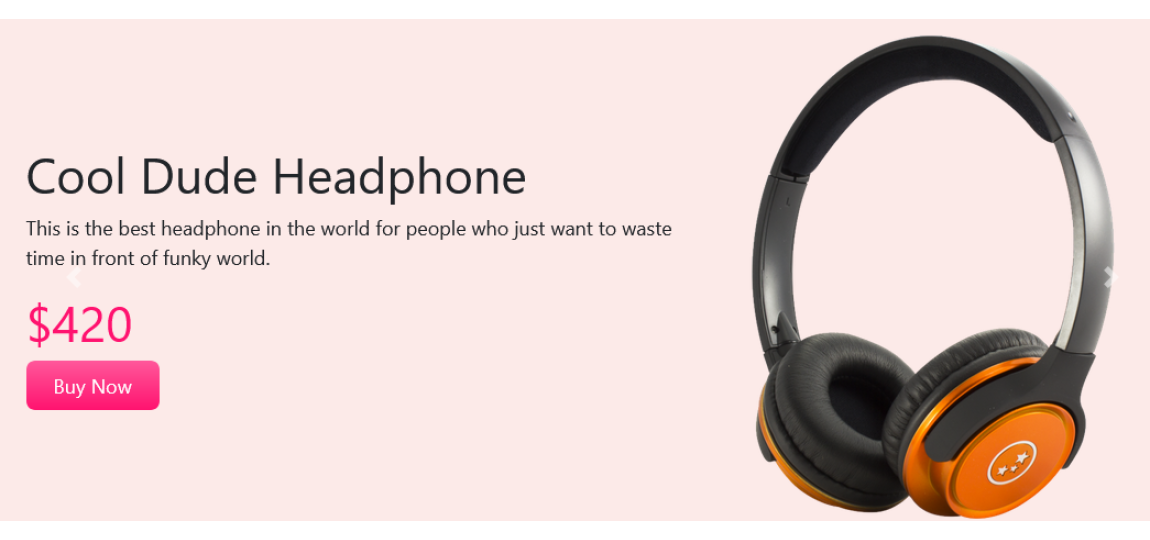 Cool Dude Headphone
This is the best headphone in the world for people who just want to waste
time in front of funky world.
$420
Buy Now